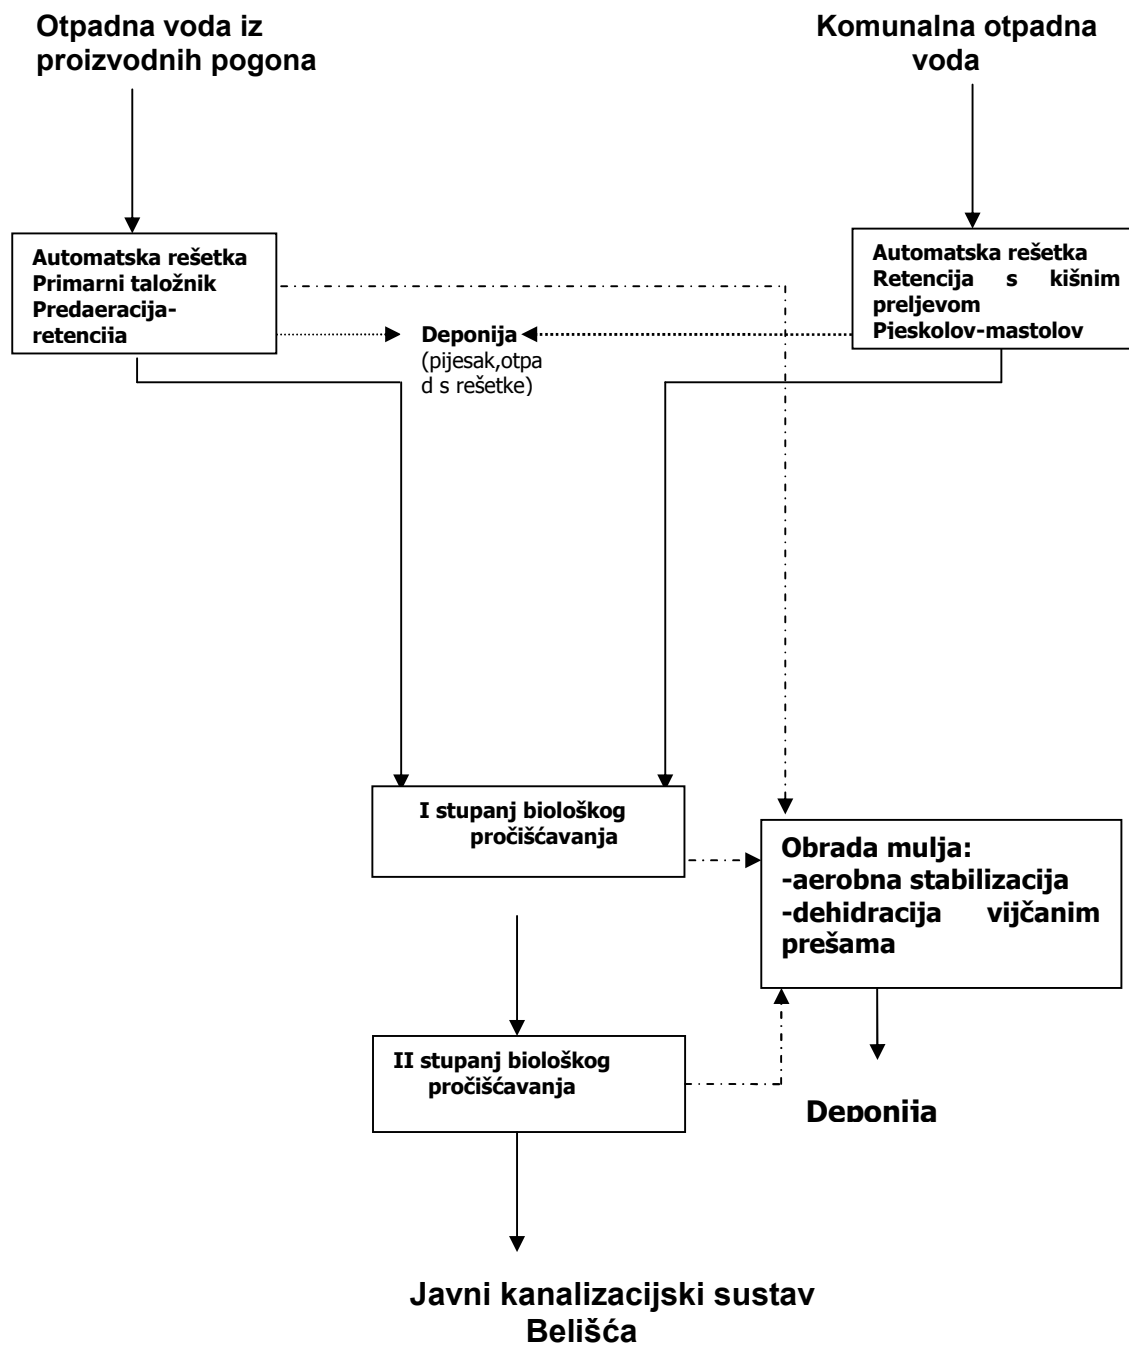 Otpadna voda iz
proizvodnih pogona
Komunalna otpadna
voda
Automatska rešetka
Primarni taložnik
Predaeracija-
retencija
Automatska rešetka
Retencija s kišnim
preljevom
Pjeskolov-mastolov
Deponija
(pijesak,otpa
d s rešetke)
I stupanj biološkog
pročišćavanja
Obrada mulja:
-aerobna stabilizacija
-dehidracija vijčanim
prešama
II stupanj biološkog
pročišćavanja
Deponija
Javni kanalizacijski sustav
Belišća